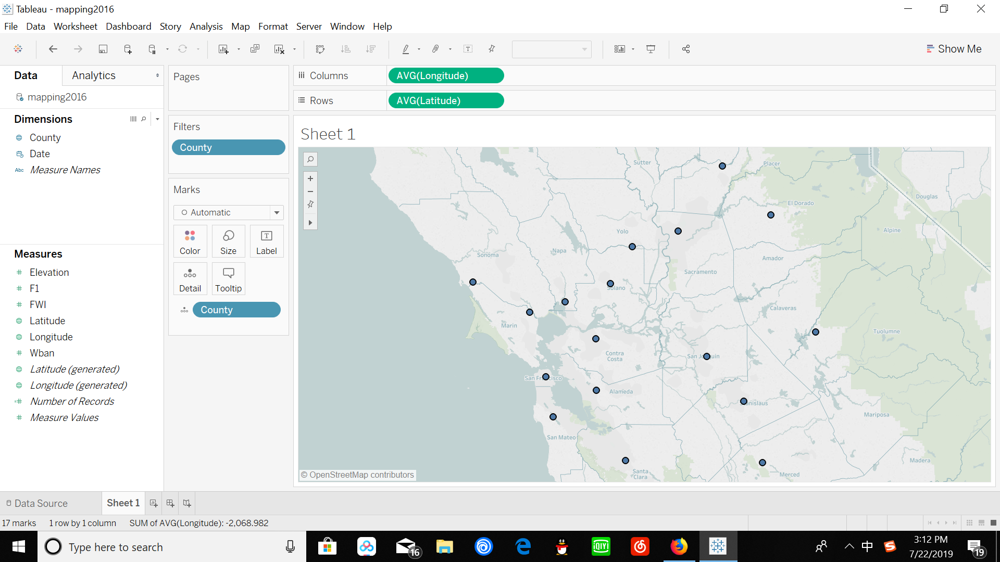 Tableau - mapping2016
File Data Worksheet Dashboard Story Analysis Map Format Server Window Help
Show Me
Data Analytics
mapping2016
Dimensions
County
Date
Abc Measure Names
Measures
Elevation
F1
FWI
Latitude
Longitude
Wban
Latitude (generated)
Longitude (generated)
Number of Records
Measure Values
Pages
Filters
County
Marks
Automatic
Color Size Label
Detail Tooltip
County
Columns AVG(Longitude)
Rows AVG(Latitude)
Sheet 1
Sutter
Placer
Douglas
El Dorado
Yolo
Alpine
Napa
Sonoma
Amador
Sacramento
Solano
Calaveras
Marin
Tuolumne
Contra
Costa
San Joaquin
San Francisco
Alameda
Stanislaus
Mariposa
San Mateo
Madera
Santa
Clara
Merced
© OpenStreetMap contributors
Data Source Sheet 1
17 marks 1 row by 1 column SUM of AVG(Longitude): -2,068.982
Type here to search
16
iQIYI
中
S
3:12 PM
7/22/2019
19